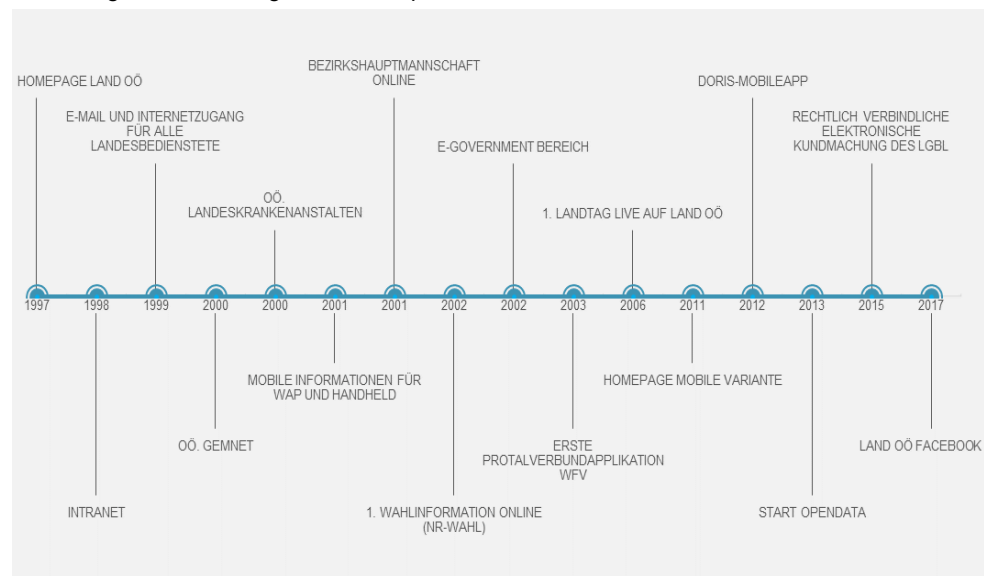 BEZIRKSHAUPTMANNSCHAFT
ONLINE
HOMEPAGE LAND OÖ
DORIS-MOBILEAPP
E-MAIL UND INTERNETZUGANG
FÜR ALLE
LANDESBEDIENSTETE
RECHTLICH VERBINDLICHE
ELEKTRONISCHE
KUNDMACHUNG DES LGBL
E-GOVERNMENT BEREICH
OÖ.
LANDESKRANKENANSTALTEN
1. LANDTAG LIVE AUF LAND OÖ
1997 1998 1999 2000 2000 2001 2001 2002 2002 2003 2006 2011 2012 2013 2015 2017
MOBILE INFORMATIONEN FÜR
WAP UND HANDHELD
HOMEPAGE MOBILE VARIANTE
OÖ. GEMNET
ERSTE
PROTALVERBUNDAPPLIKATION
WFV
LAND OÖ FACEBOOK
INTRANET
1. WAHLINFORMATION ONLINE
(NR-WAHL)
START OPENDATA